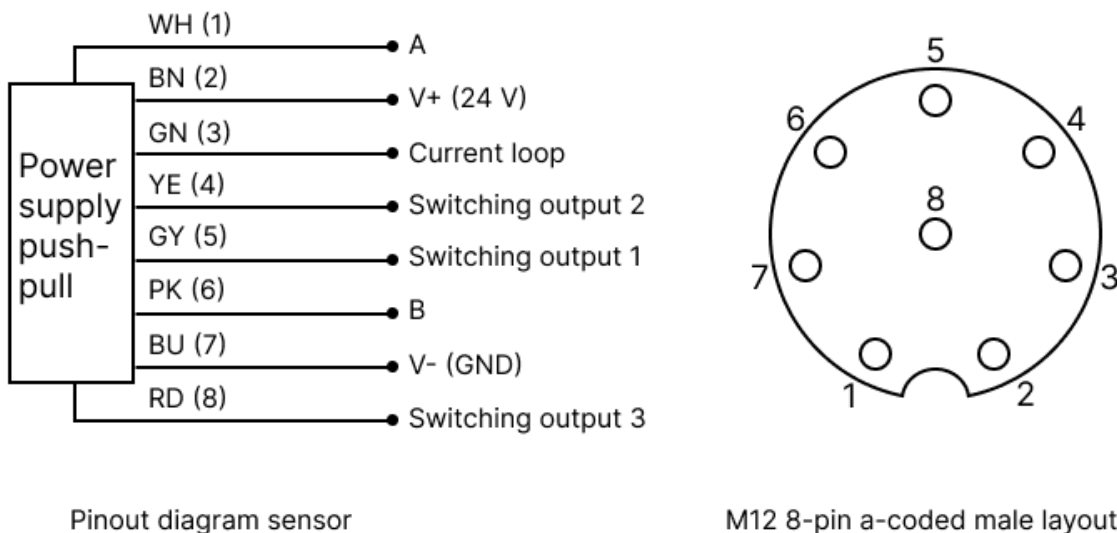 WH (1)
A
BN (2)
V+ (24 V)
GN (3)
Current loop
YE (4)
Switching output 2
GY (5)
Switching output 1
PK (6)
B
BU (7)
V- (GND)
RD (8)
Switching output 3
Power
supply
push-
pull
Pinout diagram sensor
5
6
4
8
7
3
1
2
M12 8-pin a-coded male layout